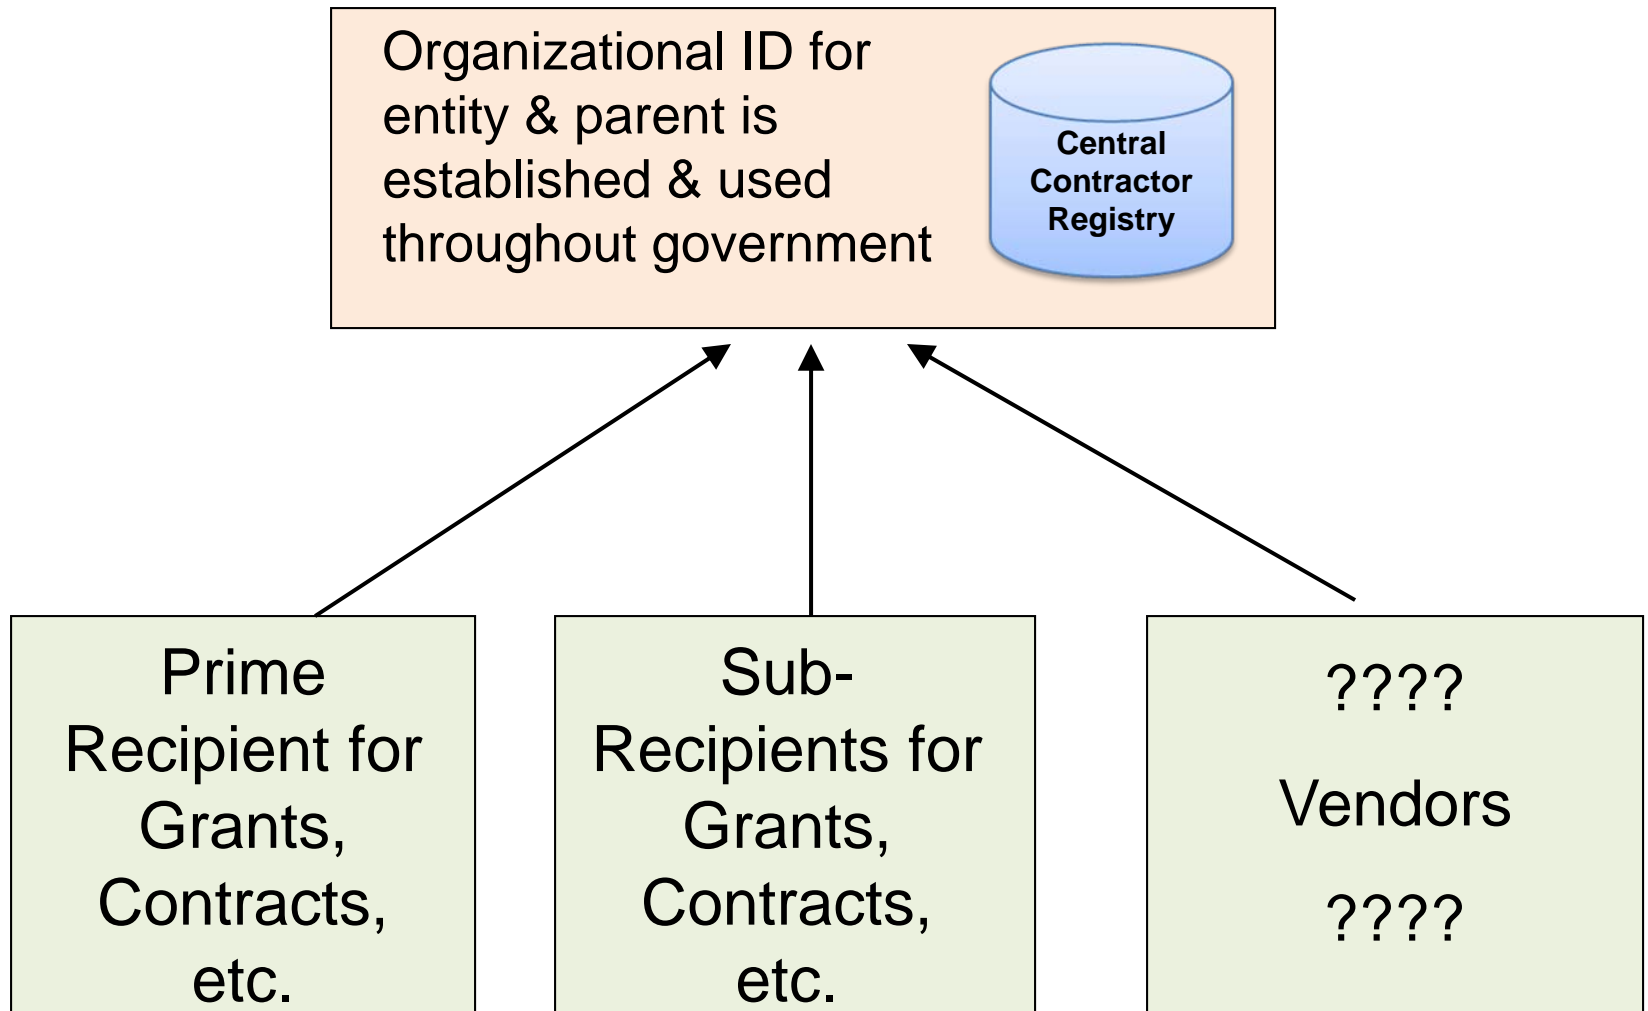 Organizational ID for
entity & parent is
established & used
throughout government
Central
Contractor
Registry
Prime
Recipient for
Grants,
Contracts,
etc.
Sub-
Recipients for
Grants,
Contracts,
etc.
????
Vendors
????